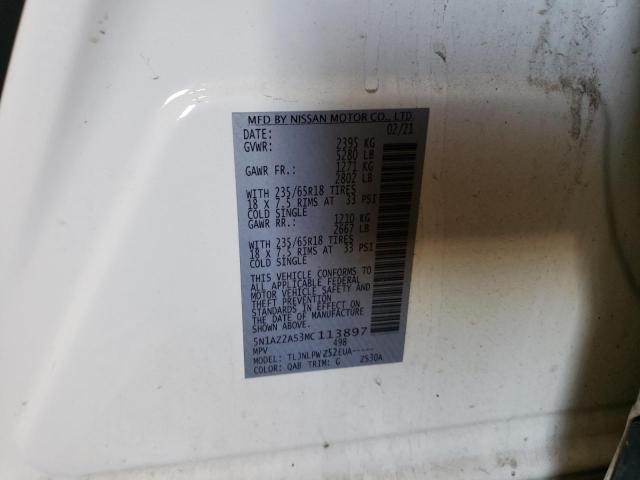 MFD BY NISSAN MOTOR CO., LTD
DATE: 02/21
GVWR: 2395 KG
5280 LB
GAWR FR.: 1271 KG
2802 LB
WITH 235/65R18 TIRES
18 X 7.5 RIMS AT 33 PSI
COLD SINGLE
GAWR RR.: 1210 KG
2667 LB
WITH 235/65R18 TIRES
18 X 7.5 RIMS AT 33 PSI
COLD SINGLE
THIS VEHICLE CONFORMS TO
ALL APPLICABLE FEDERAL
MOTOR VEHICLE SAFETY AND
THEFT PREVENTION
STANDARDS IN EFFECT ON
THE DATE OF MANUFACTURE
SHOWN ABOVE.
5N1AZ2AS3MC113897
MPV 498
MODEL: TLJNLPWZ52EUA-----
COLOR: QAB TRIM: G ZS30A